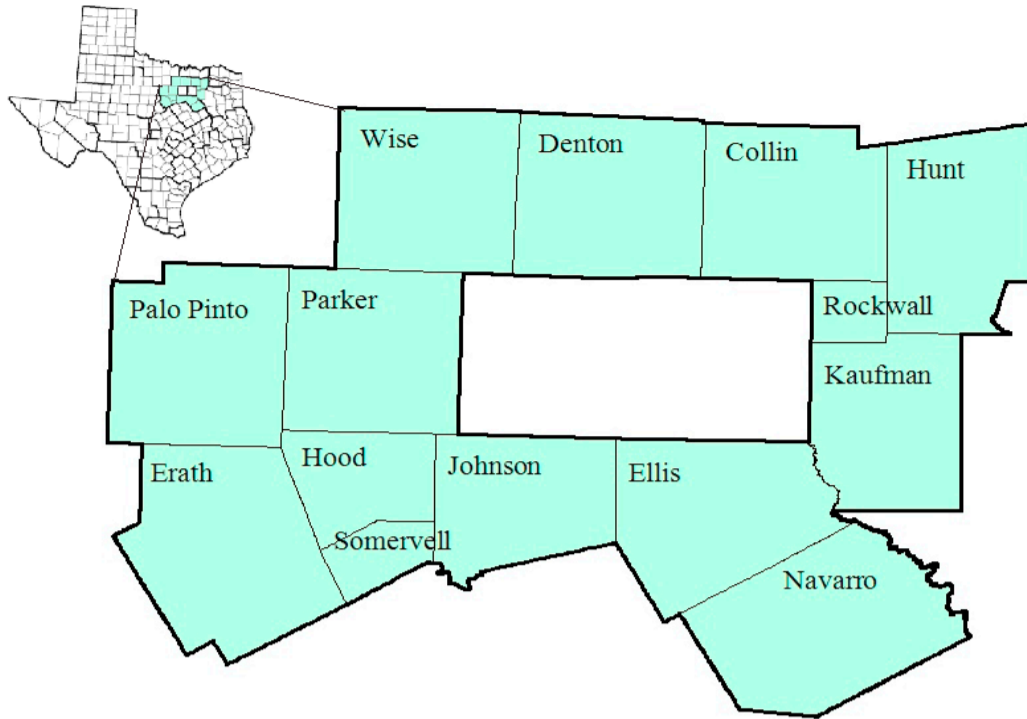 Wise
Denton
Collin
Hunt
Palo Pinto
Parker
Rockwall
Kaufman
Erath
Hood
Johnson
Ellis
Somervell
Navarro